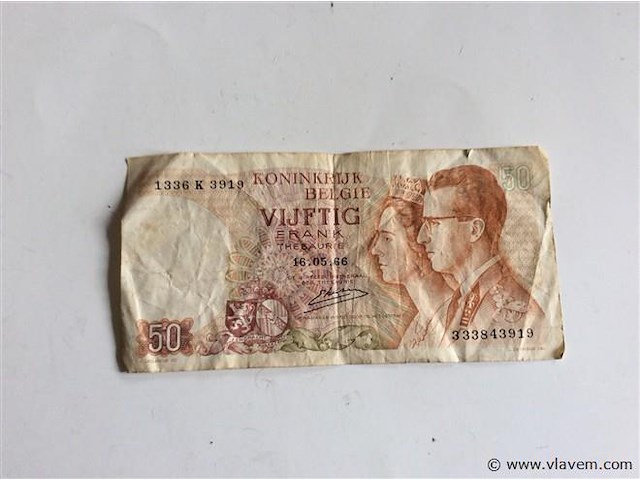 1336 K 3919
KONINKRIJK
BELGIE
50
VIJFTIG
FRANK
THESAURIE
16.05.66
50
333843919
© www.vlavem.com